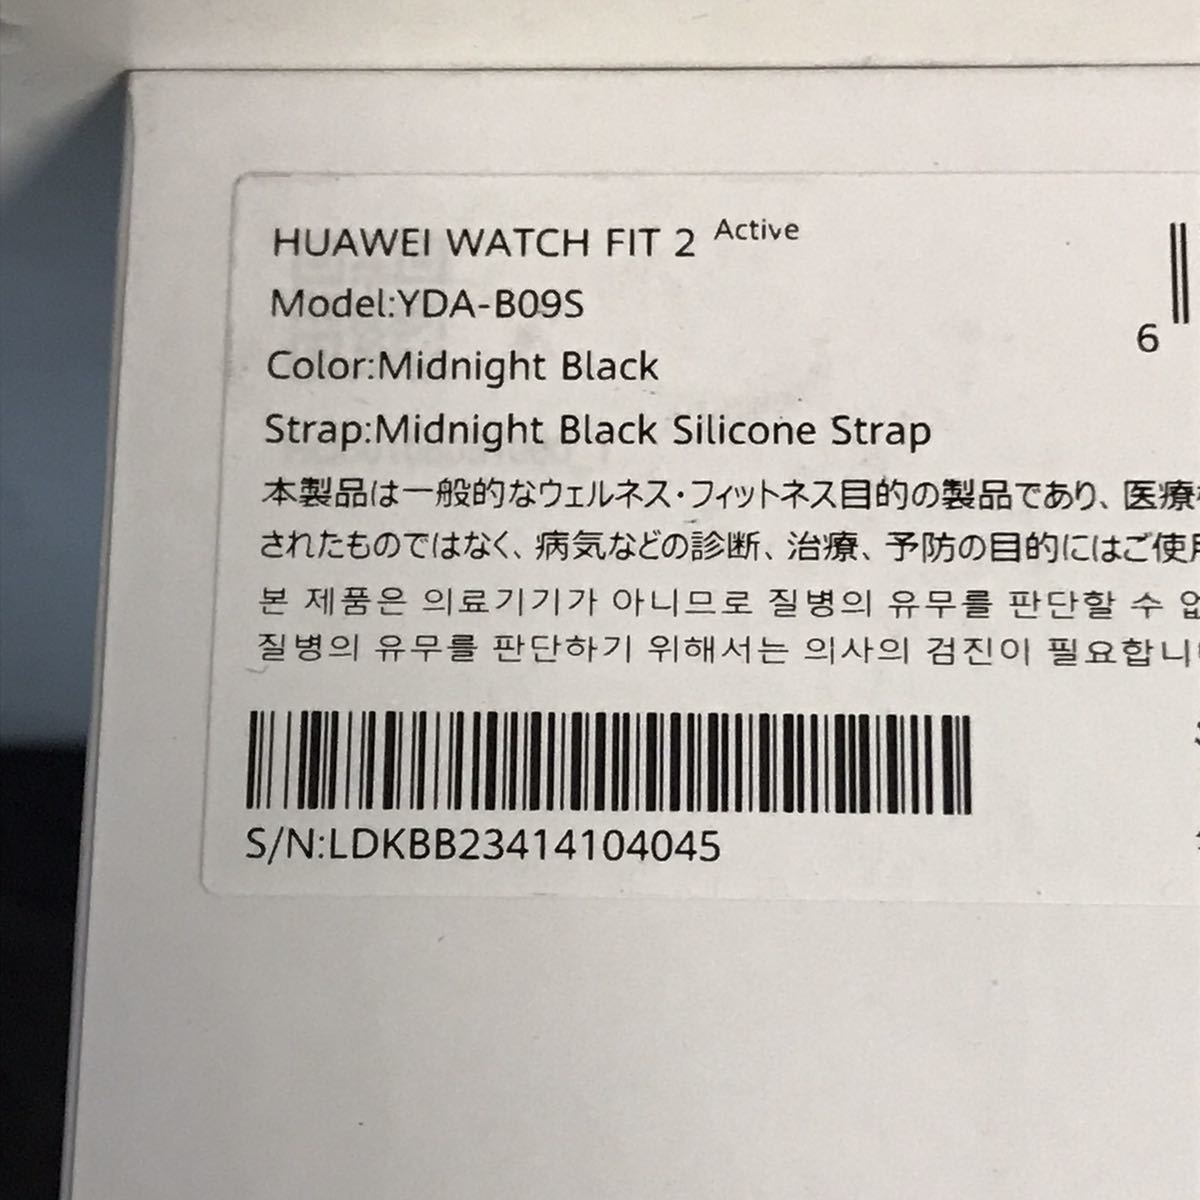 HUAWEI WATCH FIT 2 Active
Model:YDA-B09S
Color:Midnight Black
Strap:Midnight Black Silicone Strap
本製品は一般的なウェルネス・フィットネス目的の製品であり、医療
されたものではなく、病気などの診断、治療、予防の目的にはご使用
본 제품은 의료기기가 아니므로 질병의 유무를 판단할 수 없
질병의 유무를 판단하기 위해서는 의사의 검진이 필요합니
S/N:LDKBB23414104045
6